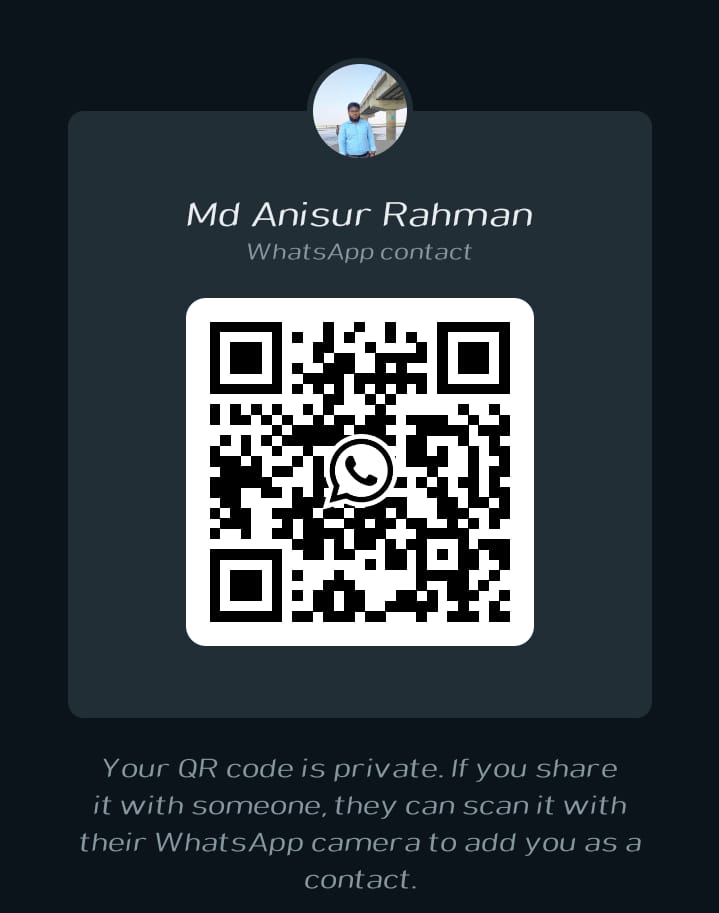 Md Anisur Rahman
WhatsApp contact
Your QR code is private. If you share
it with someone, they can scan it with
their WhatsApp camera to add you as a
contact.